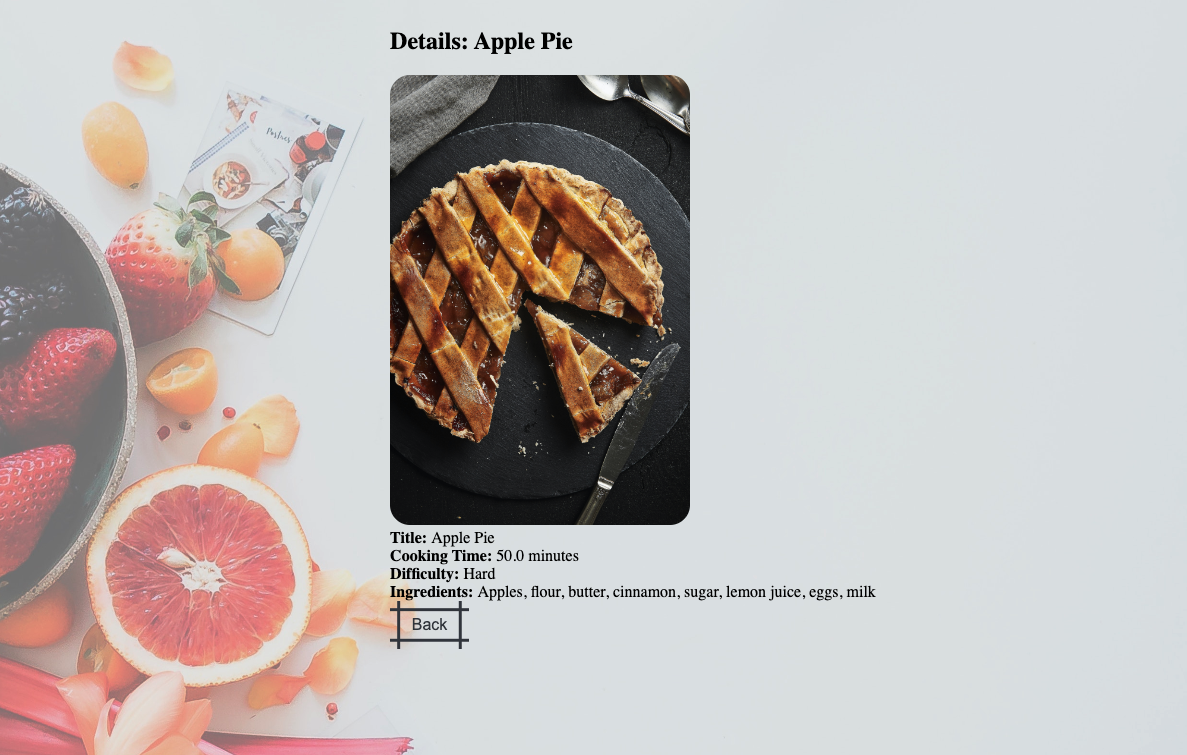 Details: Apple Pie
Postres
Title: Apple Pie
Cooking Time: 50.0 minutes
Difficulty: Hard
Ingredients: Apples, flour, butter, cinnamon, sugar, lemon juice, eggs, milk
Back